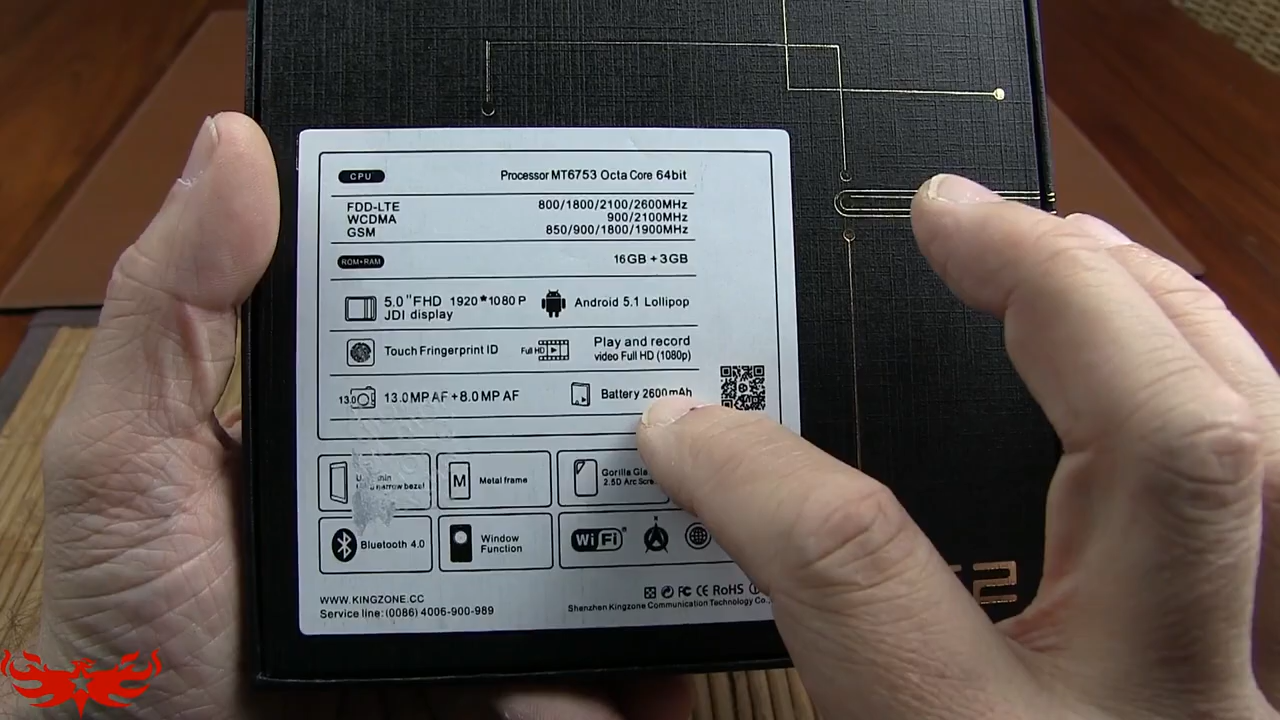 CPU Processor MT6753 Octa Core 64bit
FDD-LTE 800/1800/2100/2600MHz
WCDMA 900/2100MHz
GSM 850/900/1800/1900MHz
ROM+RAM 16GB + 3GB
5.0"FHD 1920*1080P
JDI display
Android 5.1 Lollipop
Touch Fingerprint ID
Full HD
Play and record
video Full HD (1080p)
13.0
13.0MP AF + 8.0MP AF
Battery 2600mAh
narrow bezel
M Metal frame
Gorilla
2.5D Arc
Bluetooth 4.0
Window
Function
WiFi
N
WWW.KINGZONE.CC
Service line: (0086) 4006-900-989
FC CE RoHS
Shenzhen Kingzone Communication Technology Co.,